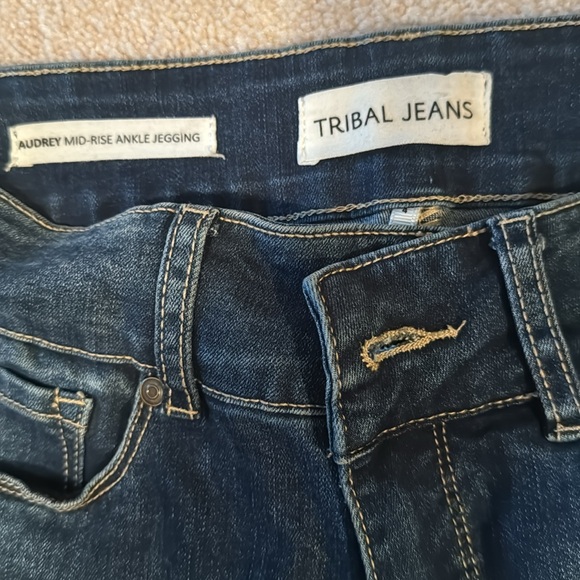 AUDREY MID-RISE ANKLE JEGGING
TRIBAL JEANS